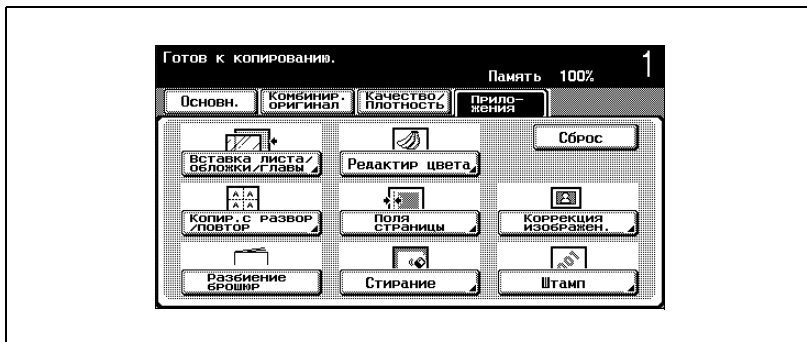 Готов к копированию.
Память 100%
1
Основн.
Комбинир.
оригинал
Качество/
Плотность
Прило-
жения
Вставка листа/
обложки/главы
Редактир цвета
Сброс
Копир.с развор
/повтор
Поля
страницы
Коррекция
изображен.
Разбиение
брошюр
Стирание
Штамп